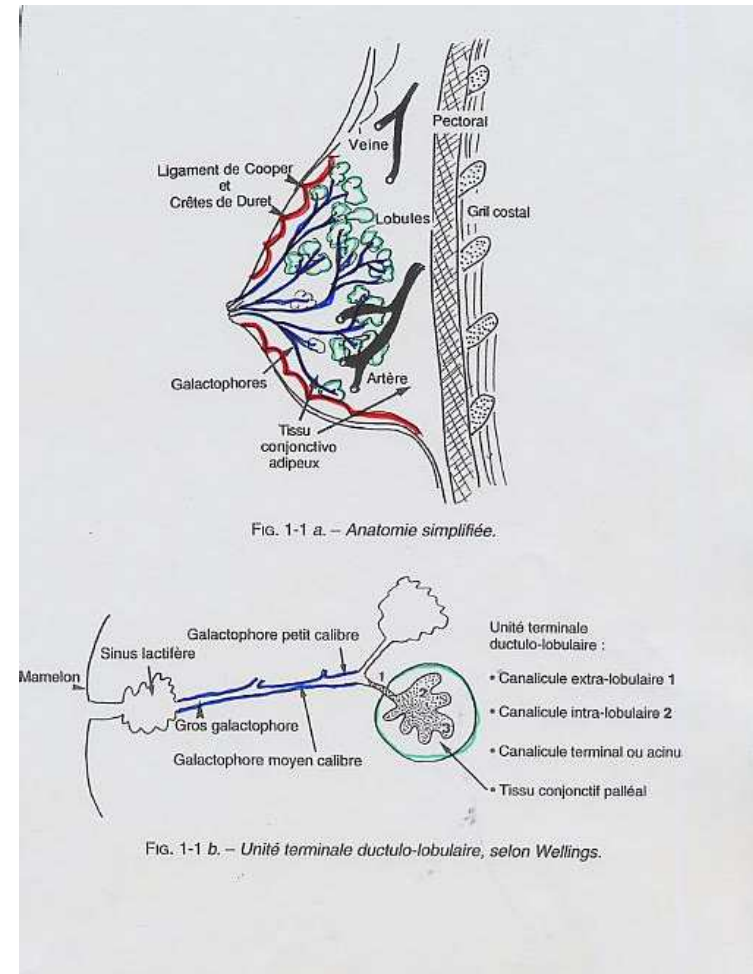 Veine
Pectoral
Ligament de Cooper
et
Crêtes de Duret
Lobules
Gril costal
Galactophores
Artère
Tissu
conjonctivo
adipeux
FIG. 1-1 a. – Anatomie simplifiée.
Galactophore petit calibre
Sinus lactifère
Mamelon
Gros galactophore
Galactophore moyen calibre
1
2
3
Unité terminale
ductulo-lobulaire :
• Canalicule extra-lobulaire 1
• Canalicule intra-lobulaire 2
• Canalicule terminal ou acinu
• Tissu conjonctif palléal
FIG. 1-1 b. – Unité terminale ductulo-lobulaire, selon Wellings.